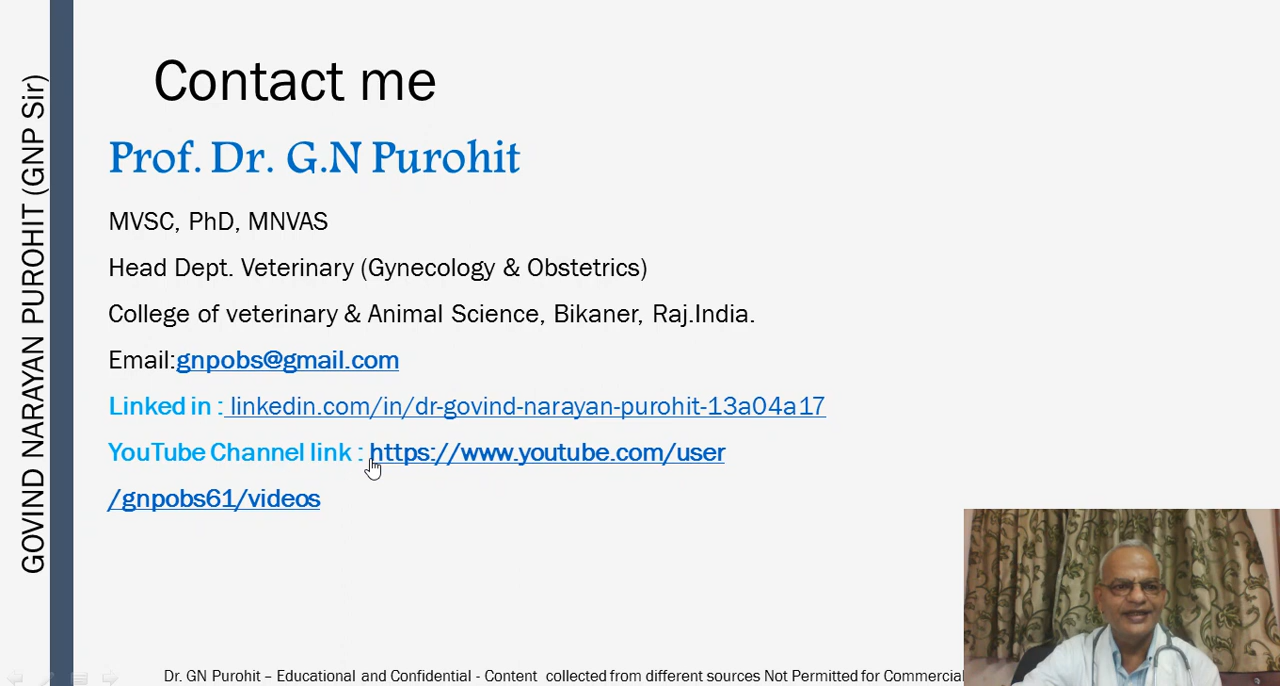 GOVIND NARAYAN PUROHIT (GNP Sir)
Contact me
Prof. Dr. G.N Purohit
MVSC, PhD, MNVAS
Head Dept. Veterinary (Gynecology & Obstetrics)
College of veterinary & Animal Science, Bikaner, Raj.India.
Email:gnpobs@gmail.com
Linked in : linkedin.com/in/dr-govind-narayan-purohit-13a04a17
YouTube Channel link : https://www.youtube.com/user
/gnpobs61/videos
Dr. GN Purohit – Educational and Confidential - Content collected from different sources Not Permitted for Commercial